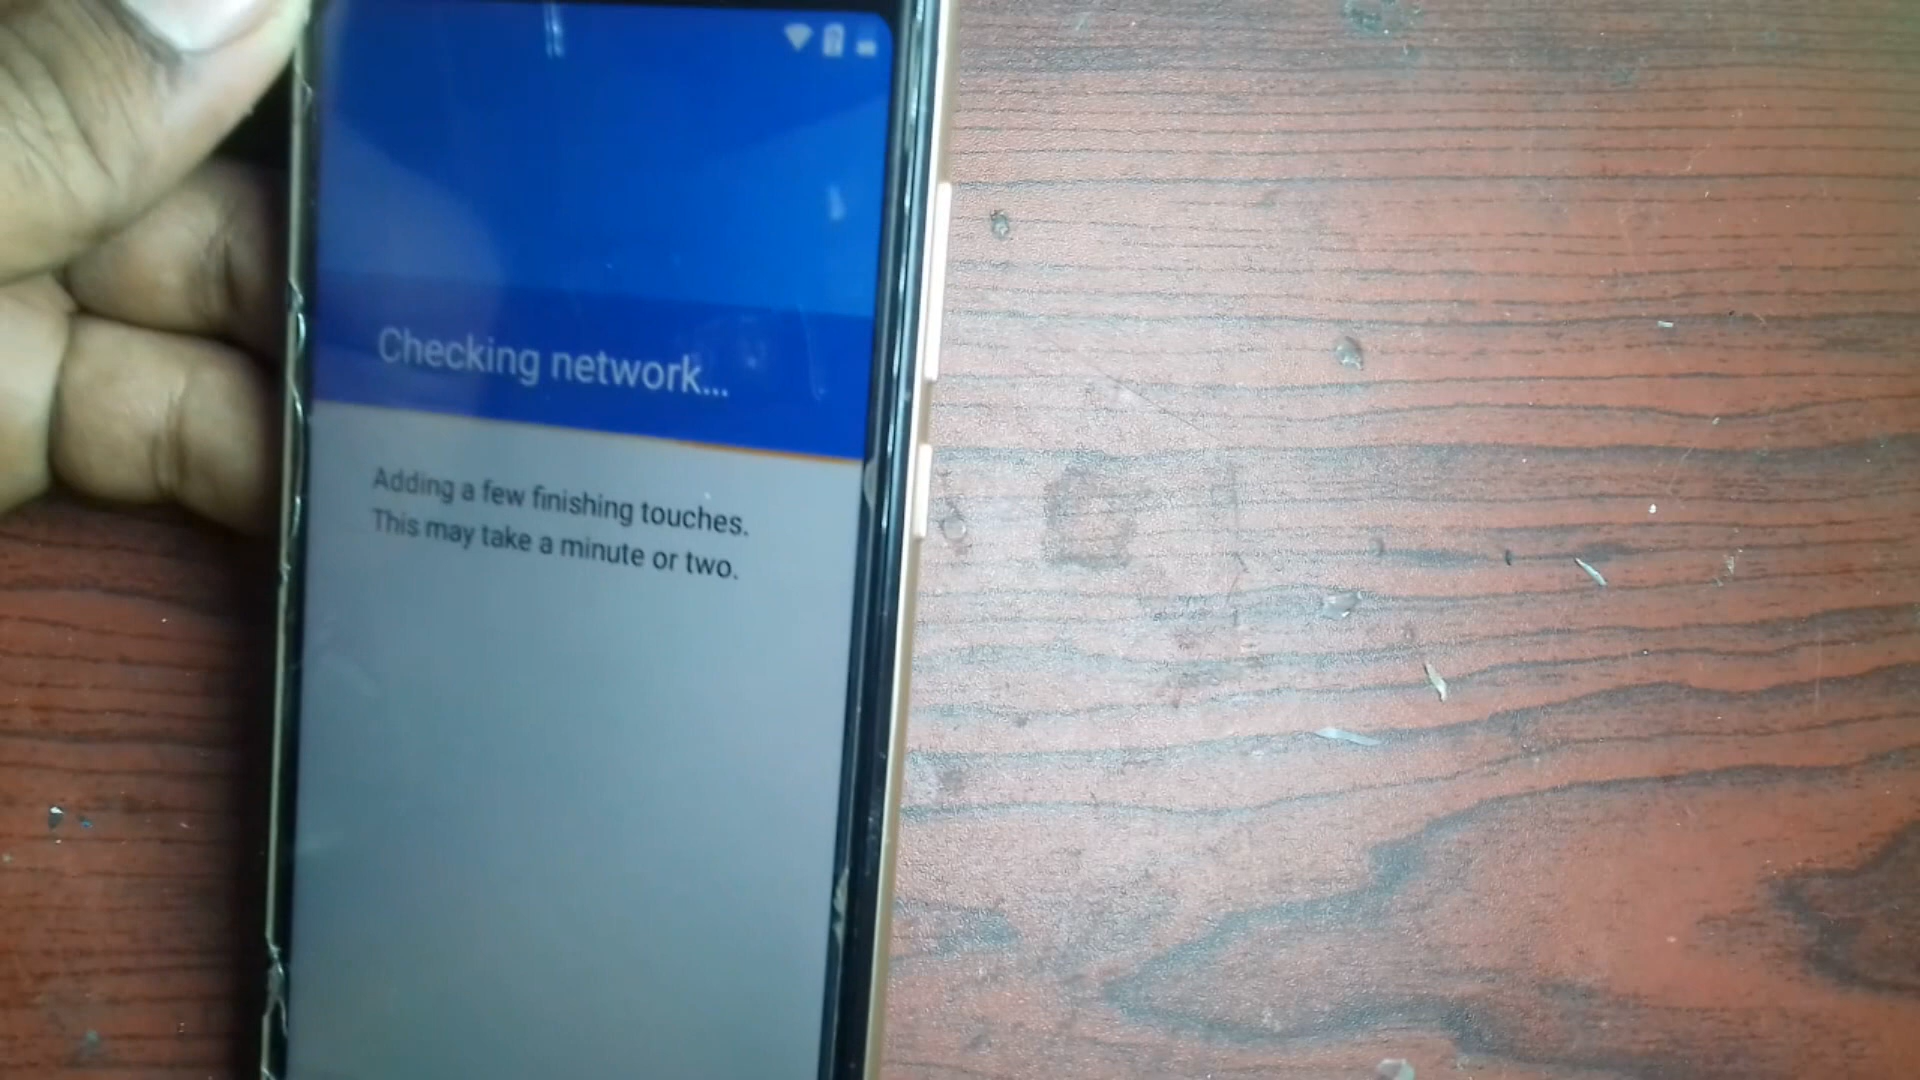 Checking network...
Adding a few finishing touches.
This may take a minute or two.